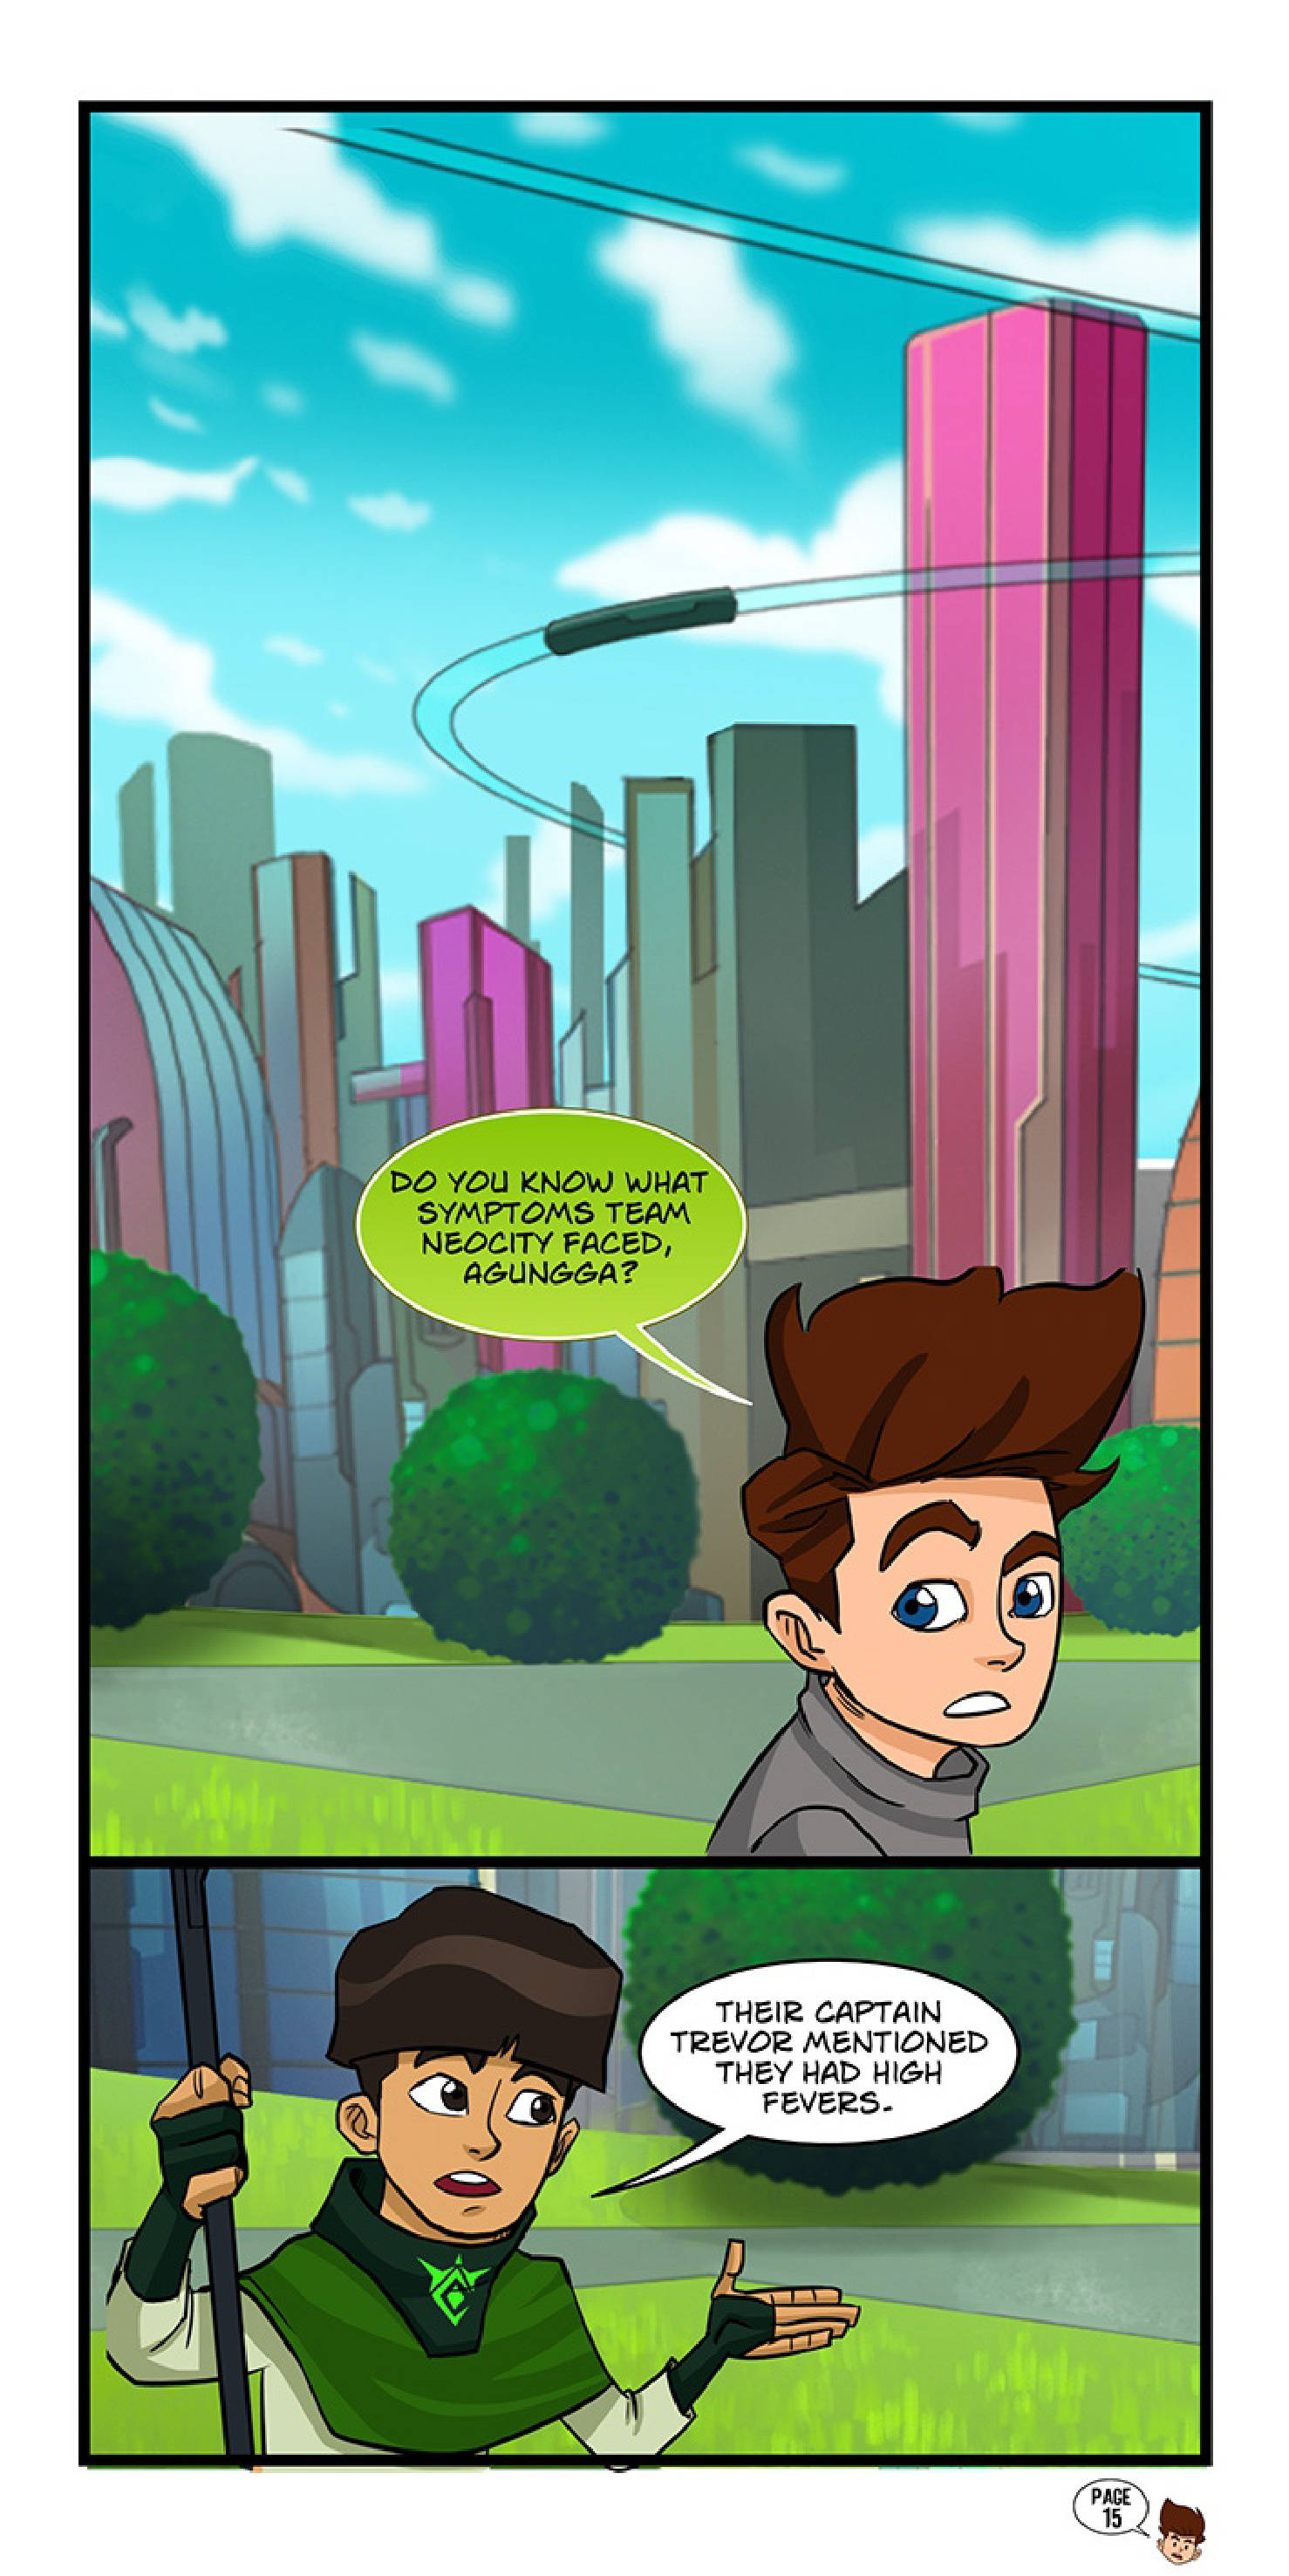 DO YOU KNOW WHAT
SYMPTOMS TEAM
NEOCITY FACED,
AGUNGGA?
THEIR CAPTAIN
TREVOR MENTIONED
THEY HAD HIGH
FEVERS.
PAGE
15